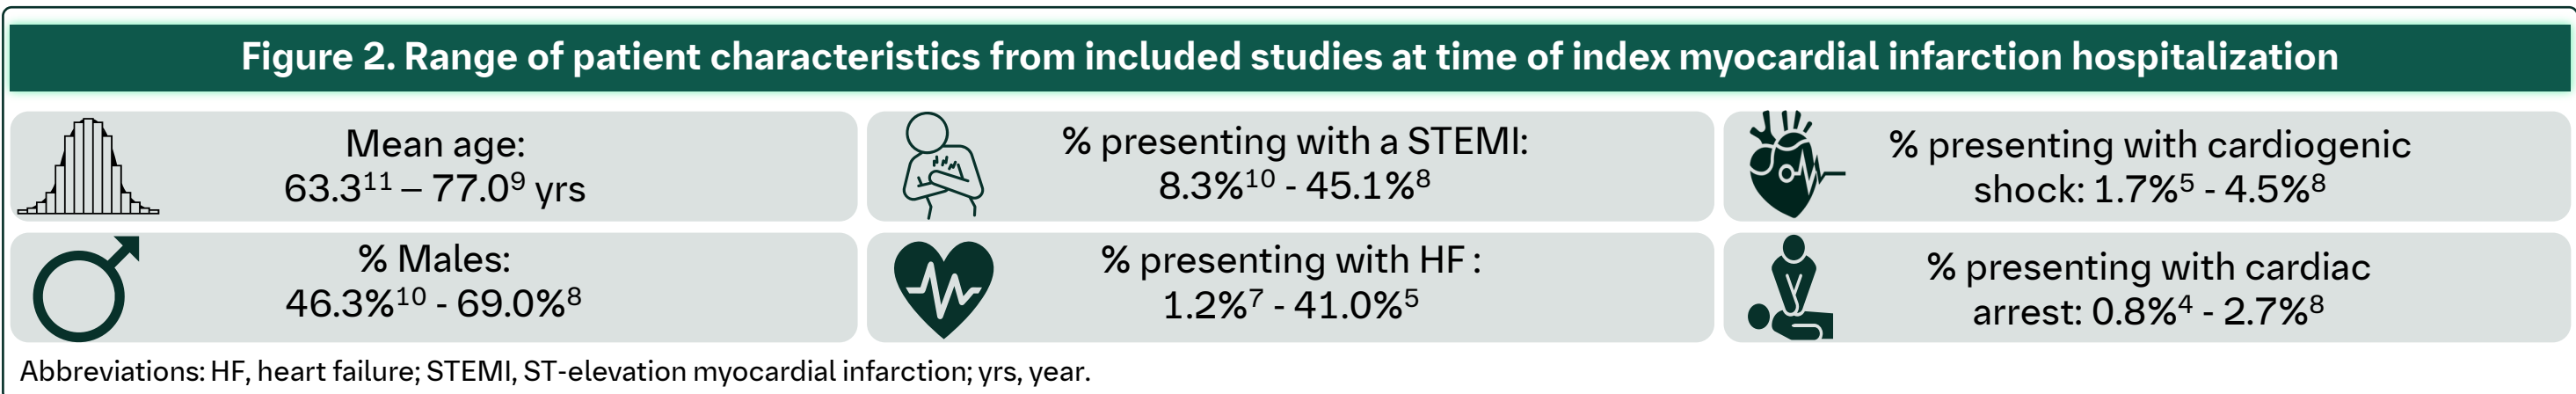 Figure 2. Range of patient characteristics from included studies at time of index myocardial infarction hospitalization
Mean age:
63.3¹¹ – 77.0⁹ yrs
% presenting with a STEMI:
8.3%¹⁰ - 45.1%⁸
% presenting with cardiogenic
shock: 1.7%⁵ - 4.5%⁸
% Males:
46.3%¹⁰ - 69.0%⁸
% presenting with HF :
1.2%⁷ - 41.0%⁵
% presenting with cardiac
arrest: 0.8%⁴ - 2.7%⁸
Abbreviations: HF, heart failure; STEMI, ST-elevation myocardial infarction; yrs, year.